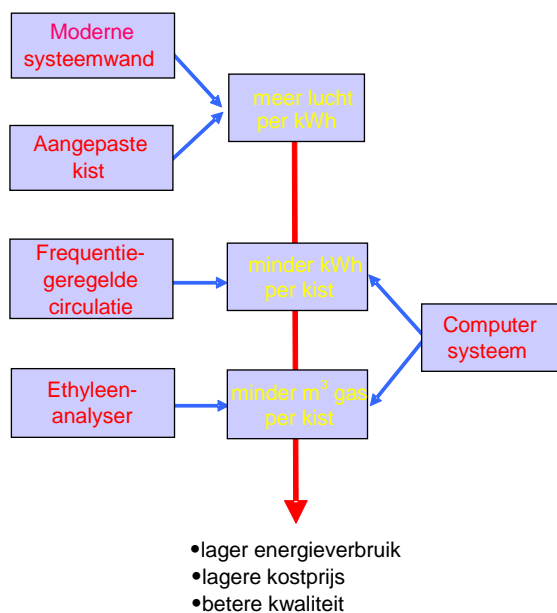 Moderne
systeemwand
meer lucht
per kWh
Aangepaste
kist
Frequentie-
geregelde
circulatie
minder kWh
per kist
Computer
systeem
Ethyleen-
analyser
minder m³ gas
per kist
•lager energieverbruik
•lagere kostprijs
•betere kwaliteit